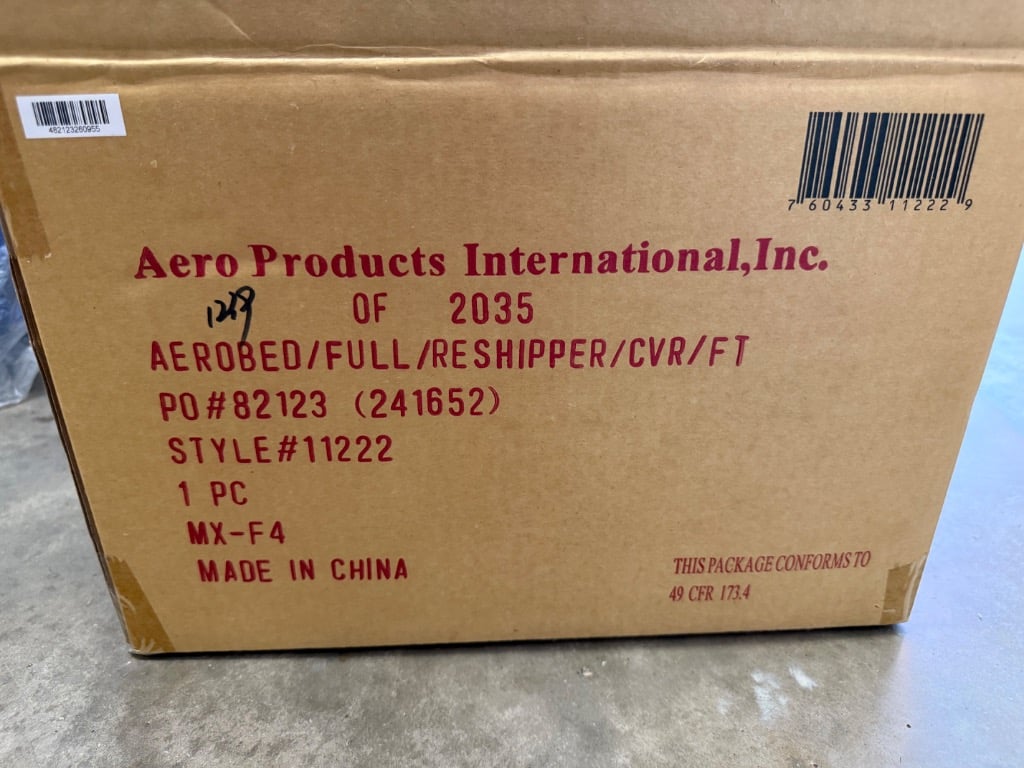 482123260955
7 60433 11222 9
Aero Products International,Inc.
OF 2035
AEROBED/FULL/RESHIPPER/CVR/FT
PO#82123 (241652)
STYLE#11222
1 PC
MX-F4
MADE IN CHINA
THIS PACKAGE CONFORMS TO
49 CFR 173.4